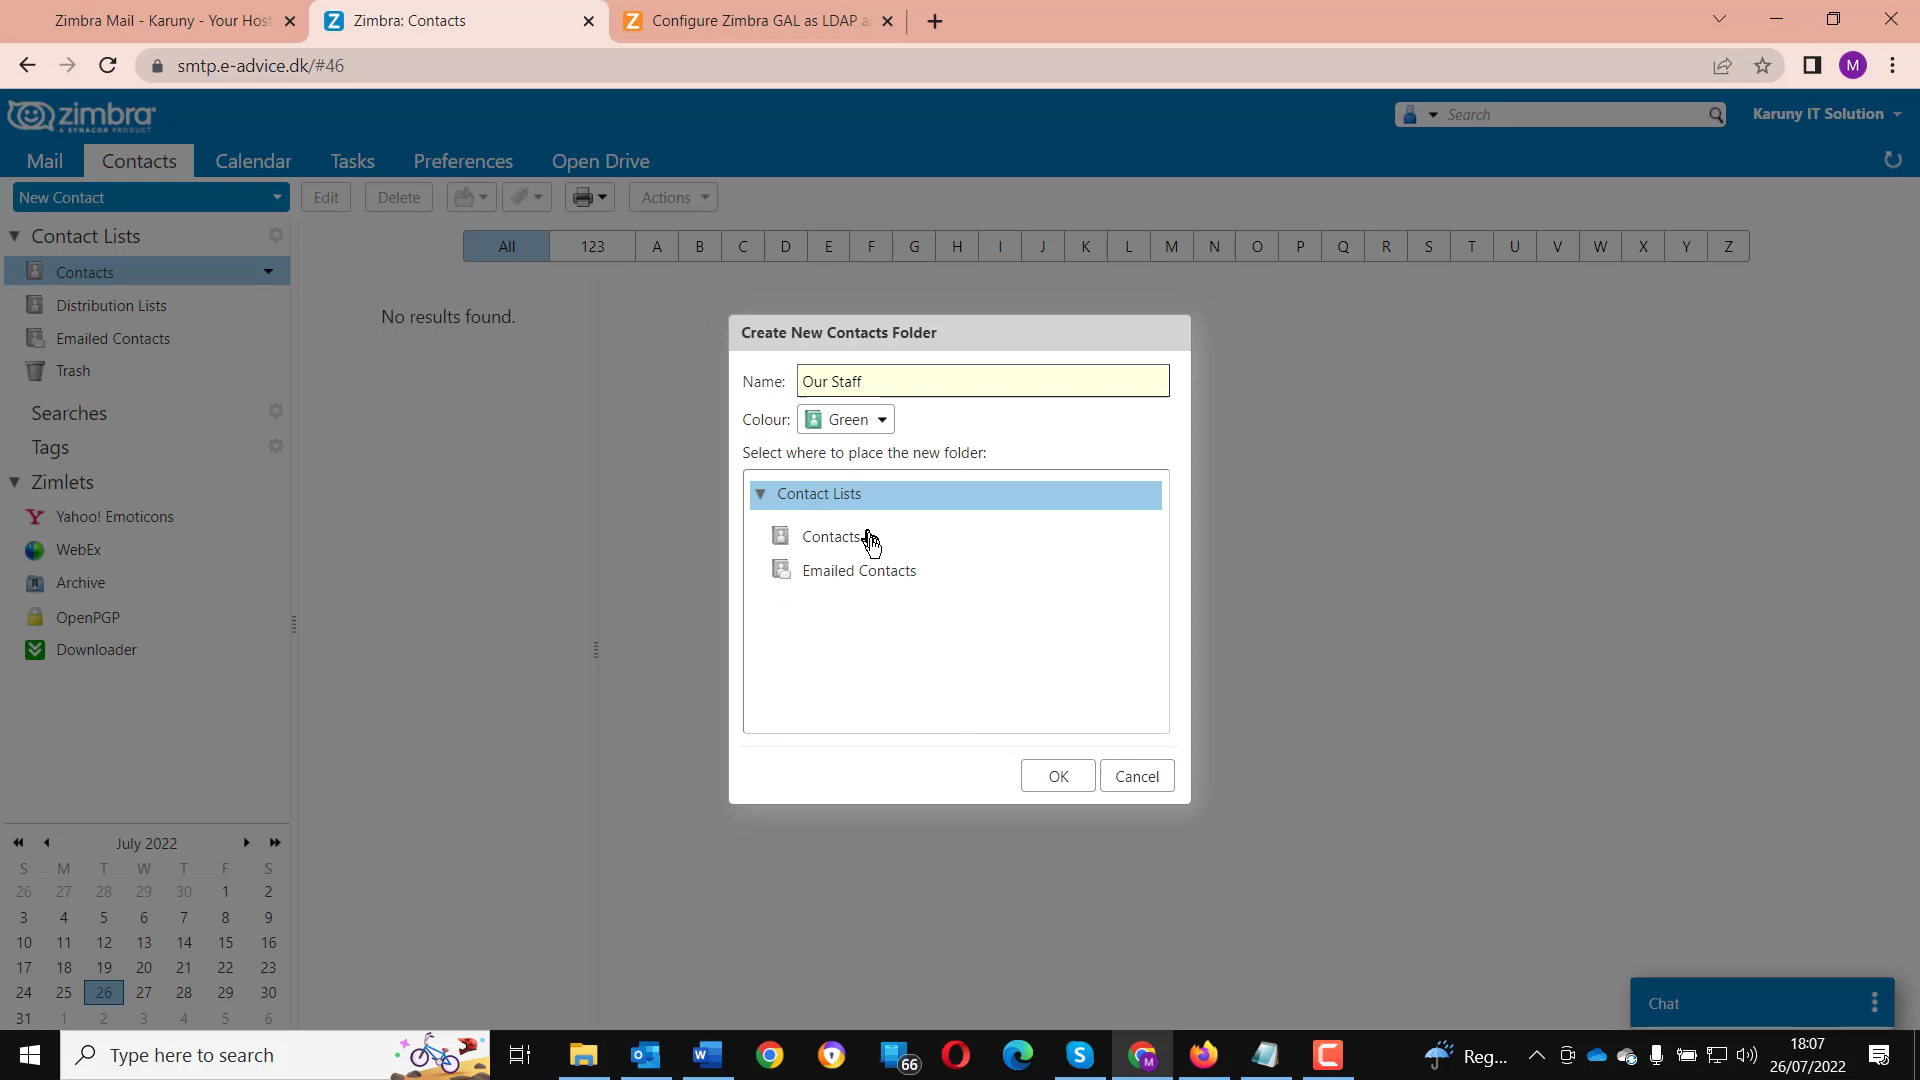 Zimbra Mail - Karuny - Your Host
Zimbra: Contacts
Configure Zimbra GAL as LDAP a
smtp.e-advice.dk/#46
M
zimbra
A SYNACOR PRODUCT
Search
Karuny IT Solution
Mail
Contacts
Calendar
Tasks
Preferences
Open Drive
New Contact
Edit
Delete
Actions
Contact Lists
All 123 A B C D E F G H I J K L M N O P Q R S T U V W X Y Z
Contacts
Distribution Lists
Emailed Contacts
Trash
Searches
Tags
Zimlets
Yahoo! Emoticons
WebEx
Archive
OpenPGP
Downloader
No results found.
Create New Contacts Folder
Name: Our Staff
Colour: Green
Select where to place the new folder:
Contact Lists
Contacts
Emailed Contacts
OK
Cancel
July 2022
S M T W T F S
26 27 28 29 30 1 2
3 4 5 6 7 8 9
10 11 12 13 14 15 16
17 18 19 20 21 22 23
24 25 26 27 28 29 30
31 1 2 3 4 5 6
Chat
Type here to search
66
Reg...
18:07
26/07/2022